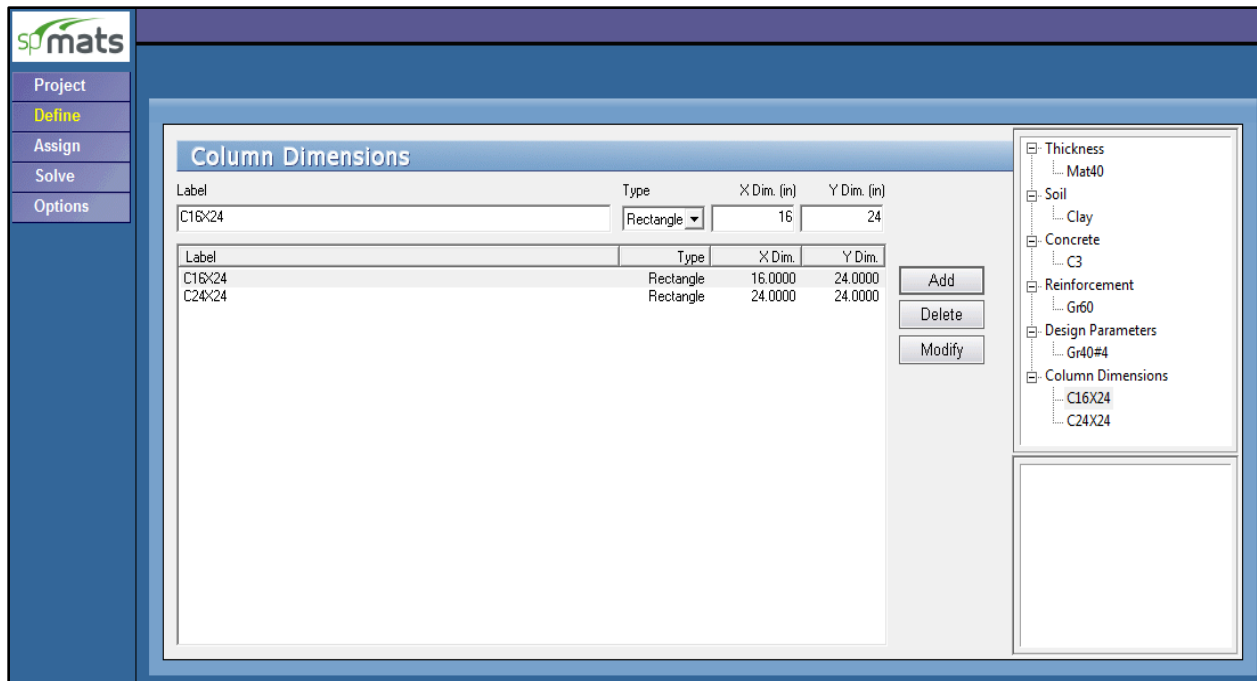 spmats
Project
Define
Assign
Solve
Options
Column Dimensions
Label Type X Dim. (in) Y Dim. (in)
C16X24 Rectangle 16 24
Label Type X Dim. Y Dim.
C16X24 Rectangle 16.0000 24.0000
C24X24 Rectangle 24.0000 24.0000
Add
Delete
Modify
Thickness
Mat40
Soil
Clay
Concrete
C3
Reinforcement
Gr60
Design Parameters
Gr40#4
Column Dimensions
C16X24
C24X24